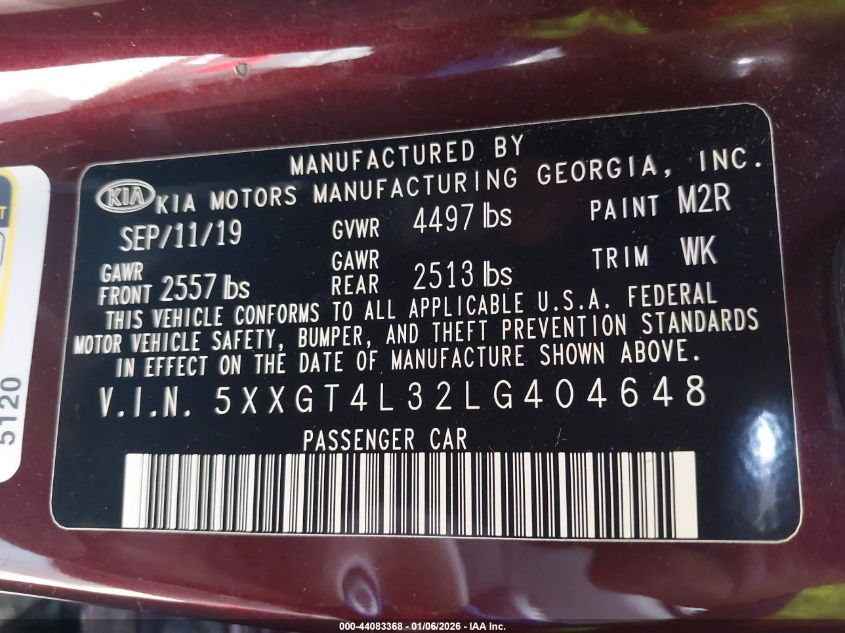 MANUFACTURED BY
KIA KIA MOTORS MANUFACTURING GEORGIA, INC.
SEP/11/19 GVWR 4497 lbs PAINT M2R
GAWR FRONT 2557 lbs GAWR REAR 2513 lbs TRIM WK
THIS VEHICLE CONFORMS TO ALL APPLICABLE U.S.A. FEDERAL
MOTOR VEHICLE SAFETY, BUMPER, AND THEFT PREVENTION STANDARDS
IN EFFECT ON THE DATE OF MANUFACTURE SHOWN ABOVE.
V.I.N. 5XXGT4L32LG404648
PASSENGER CAR
5120
000-44083368 - 01/06/2026 - IAA Inc.